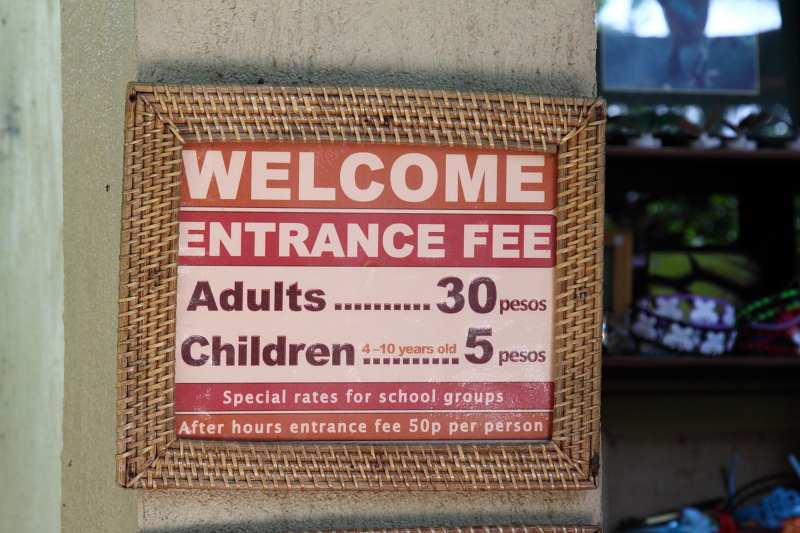 WELCOME
ENTRANCE FEE
Adults .......... 30 pesos
Children 4-10 years old .......... 5 pesos
Special rates for school groups
After hours entrance fee 50p per person